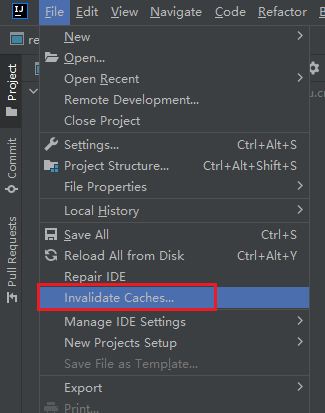 IJ File Edit View Navigate Code Refactor
re
Project
Commit
Pull Requests
New
Open...
Open Recent
Remote Development...
Close Project
Settings... Ctrl+Alt+S
Project Structure... Ctrl+Alt+Shift+S
File Properties
Local History
Save All Ctrl+S
Reload All from Disk Ctrl+Alt+Y
Repair IDE
Invalidate Caches...
Manage IDE Settings
New Projects Setup
Save File as Template...
Export
Print...
u.c